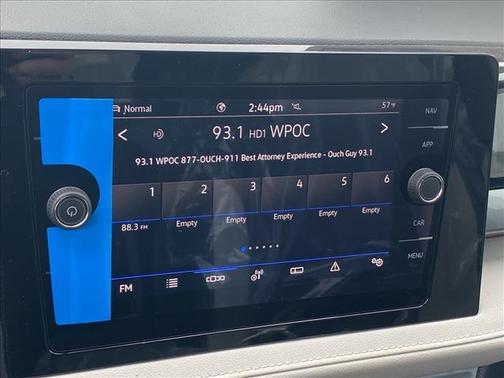 Normal 2:44pm 57°F
NAV
93.1 HD1 WPOC
APP
93.1 WPOC 877-OUCH-911 Best Attorney Experience - Ouch Guy 93.1
1 2 3 4 5 6
88.3 FM Empty Empty Empty Empty Empty
CAR
MENU
FM